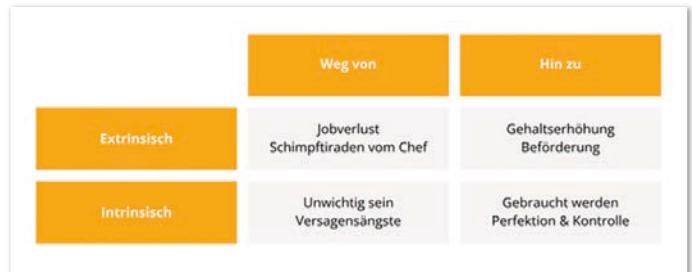 Weg von
Hin zu
Extrinsisch
Jobverlust
Schimpftiraden vom Chef
Gehaltserhöhung
Beförderung
Intrinsisch
Unwichtig sein
Versagensängste
Gebraucht werden
Perfektion & Kontrolle